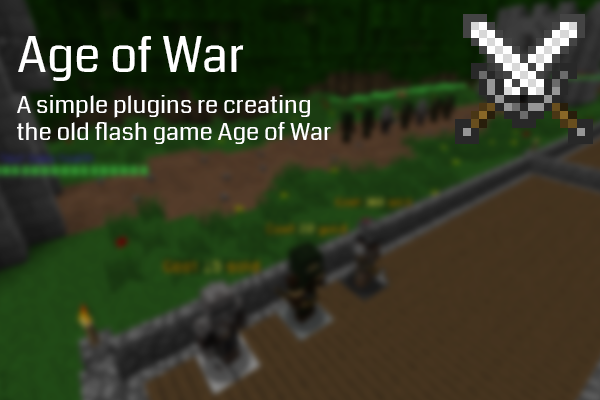 Age of War
A simple plugins re creating
the old flash game Age of War